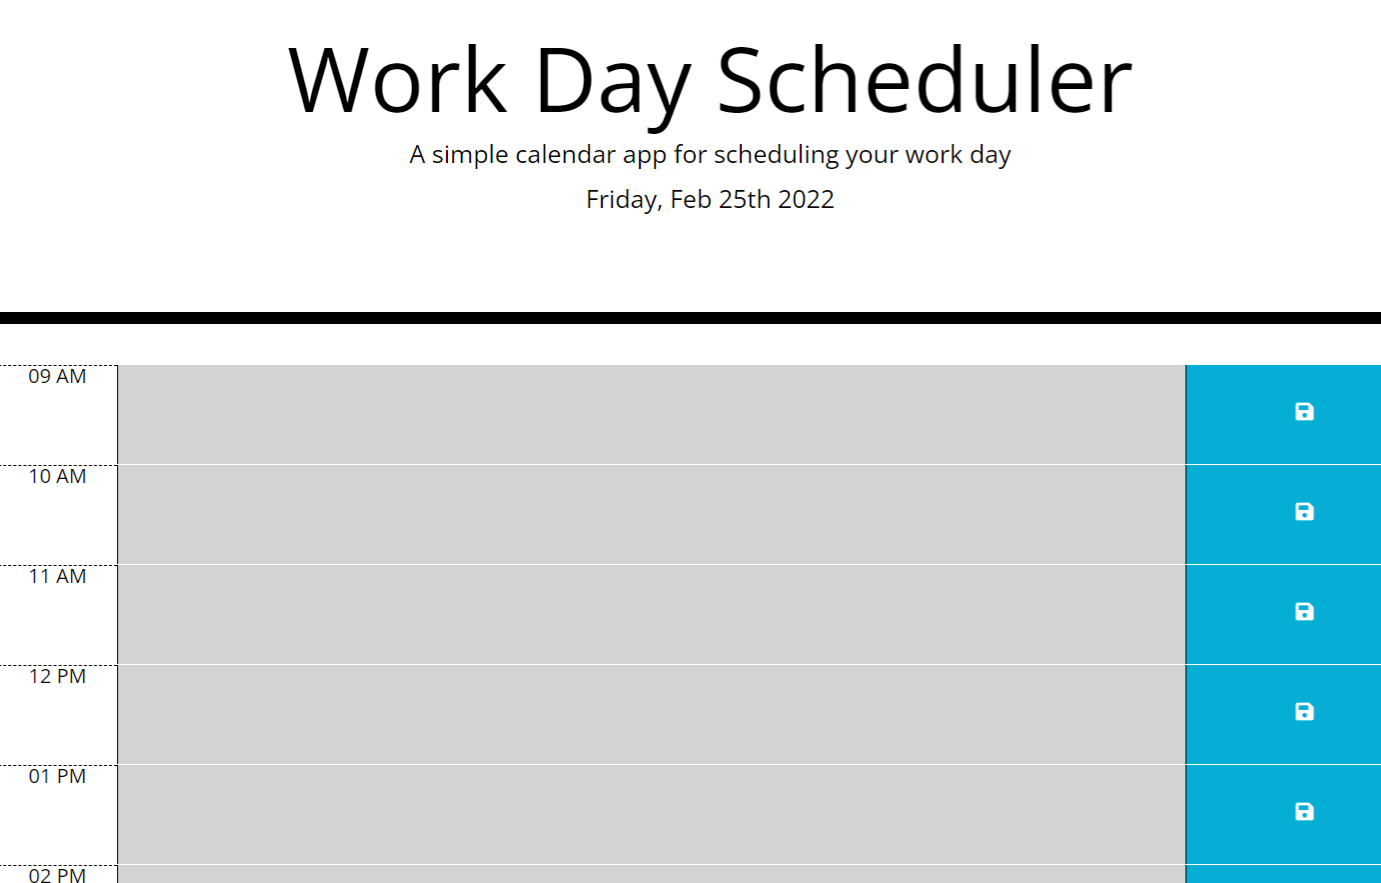 Work Day Scheduler
A simple calendar app for scheduling your work day
Friday, Feb 25th 2022
09 AM
10 AM
11 AM
12 PM
01 PM
02 PM